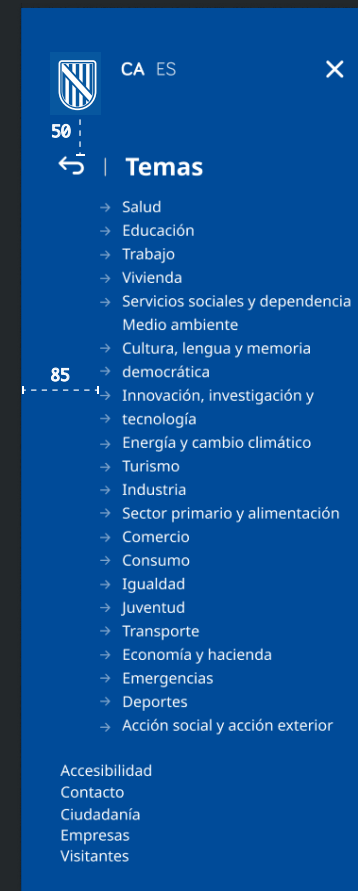 CA ES
50
Temas
Salud
Educación
Trabajo
Vivienda
Servicios sociales y dependencia
Medio ambiente
Cultura, lengua y memoria
democrática
85
Innovación, investigación y
tecnología
Energía y cambio climático
Turismo
Industria
Sector primario y alimentación
Comercio
Consumo
Igualdad
Juventud
Transporte
Economía y hacienda
Emergencias
Deportes
Acción social y acción exterior
Accesibilidad
Contacto
Ciudadanía
Empresas
Visitantes